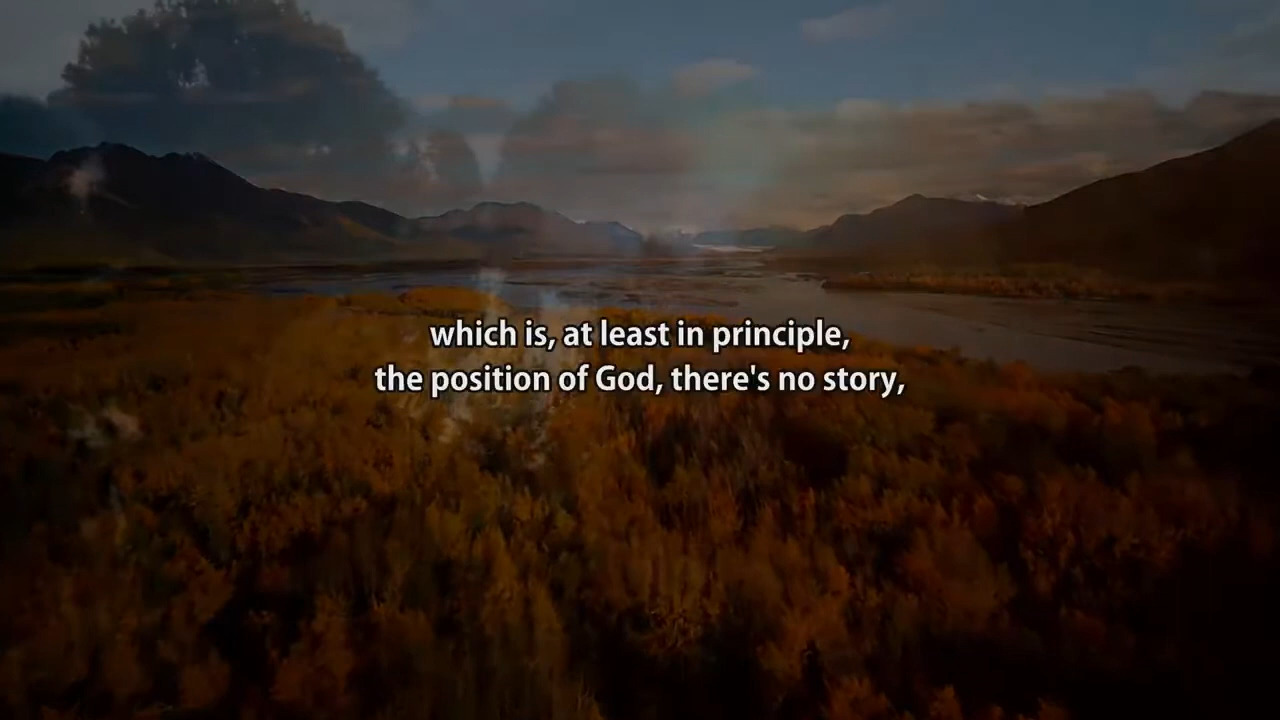 which is, at least in principle,
the position of God, there's no story,